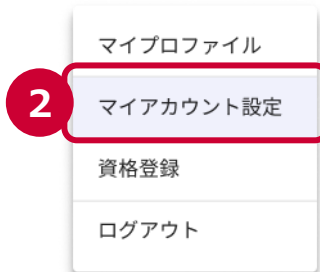 マイプロファイル
2
マイアカウント設定
資格登録
ログアウト